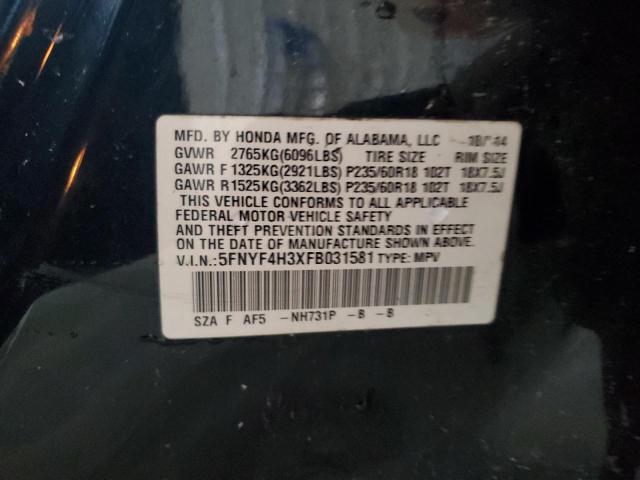 MFD. BY HONDA MFG. OF ALABAMA, LLC 10/14
GVWR 2765KG(6096LBS) TIRE SIZE RIM SIZE
GAWR F 1325KG(2921LBS) P235/60R18 102T 18X7.5J
GAWR R 1525KG(3362LBS) P235/60R18 102T 18X7.5J
THIS VEHICLE CONFORMS TO ALL APPLICABLE
FEDERAL MOTOR VEHICLE SAFETY
AND THEFT PREVENTION STANDARDS IN EFFECT
ON THE DATE OF MANUFACTURE SHOWN ABOVE.
V.I.N.: 5FNYF4H3XFB031581 TYPE: MPV
SZA F AF5 -NH731P -B -B